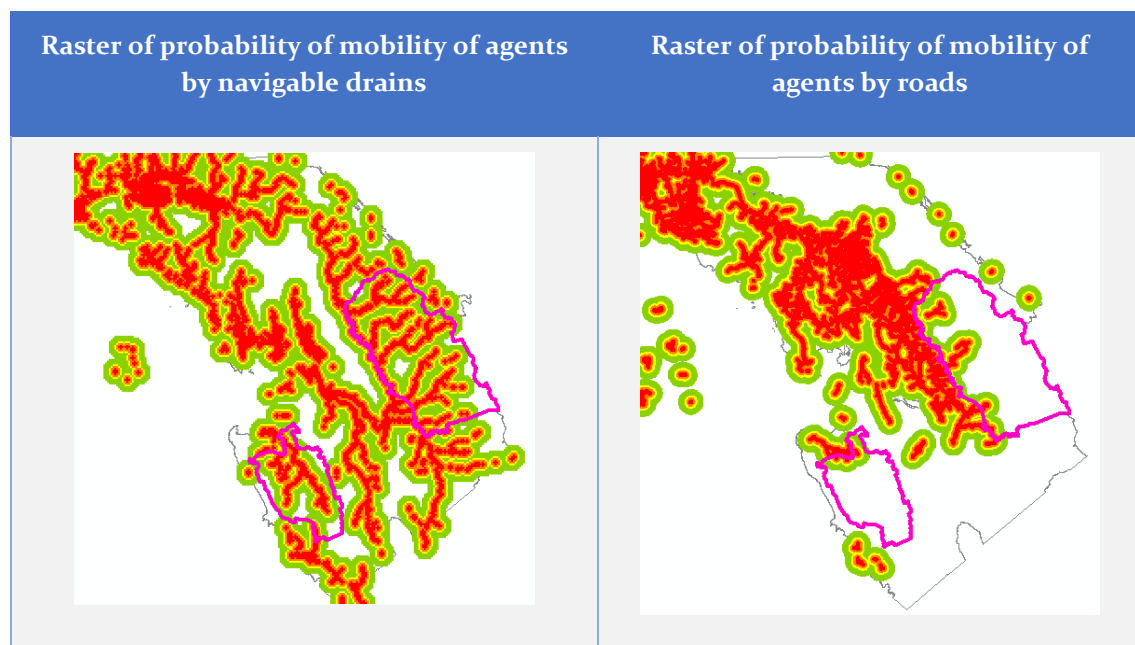 Raster of probability of mobility of agents
by navigable drains
Raster of probability of mobility of
agents by roads